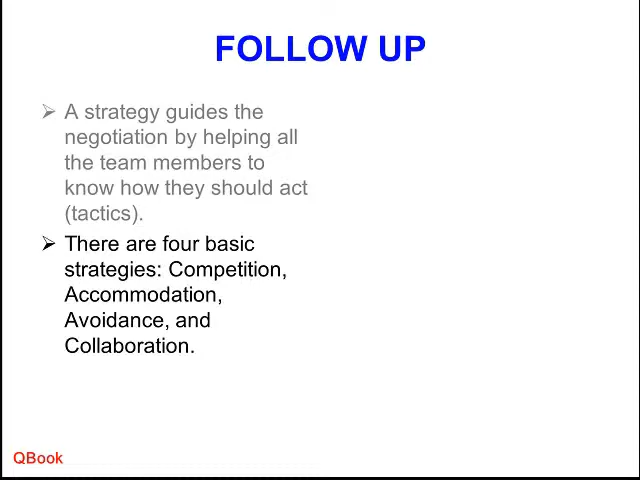 FOLLOW UP
➢ A strategy guides the
negotiation by helping all
the team members to
know how they should act
(tactics).
➢ There are four basic
strategies: Competition,
Accommodation,
Avoidance, and
Collaboration.
QBook